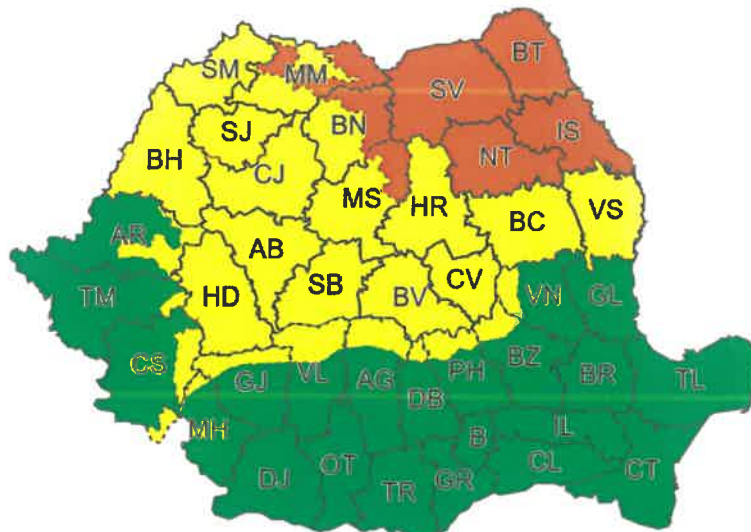 BT
SM MM SV
SJ BN IS
BH CJ NT
MS HR BC VS
AR AB
HD SB BV CV VN GL
TM
CS GJ VL AG PH BZ BR TL
DB
MH B IL
DJ OT TR GR CL CT